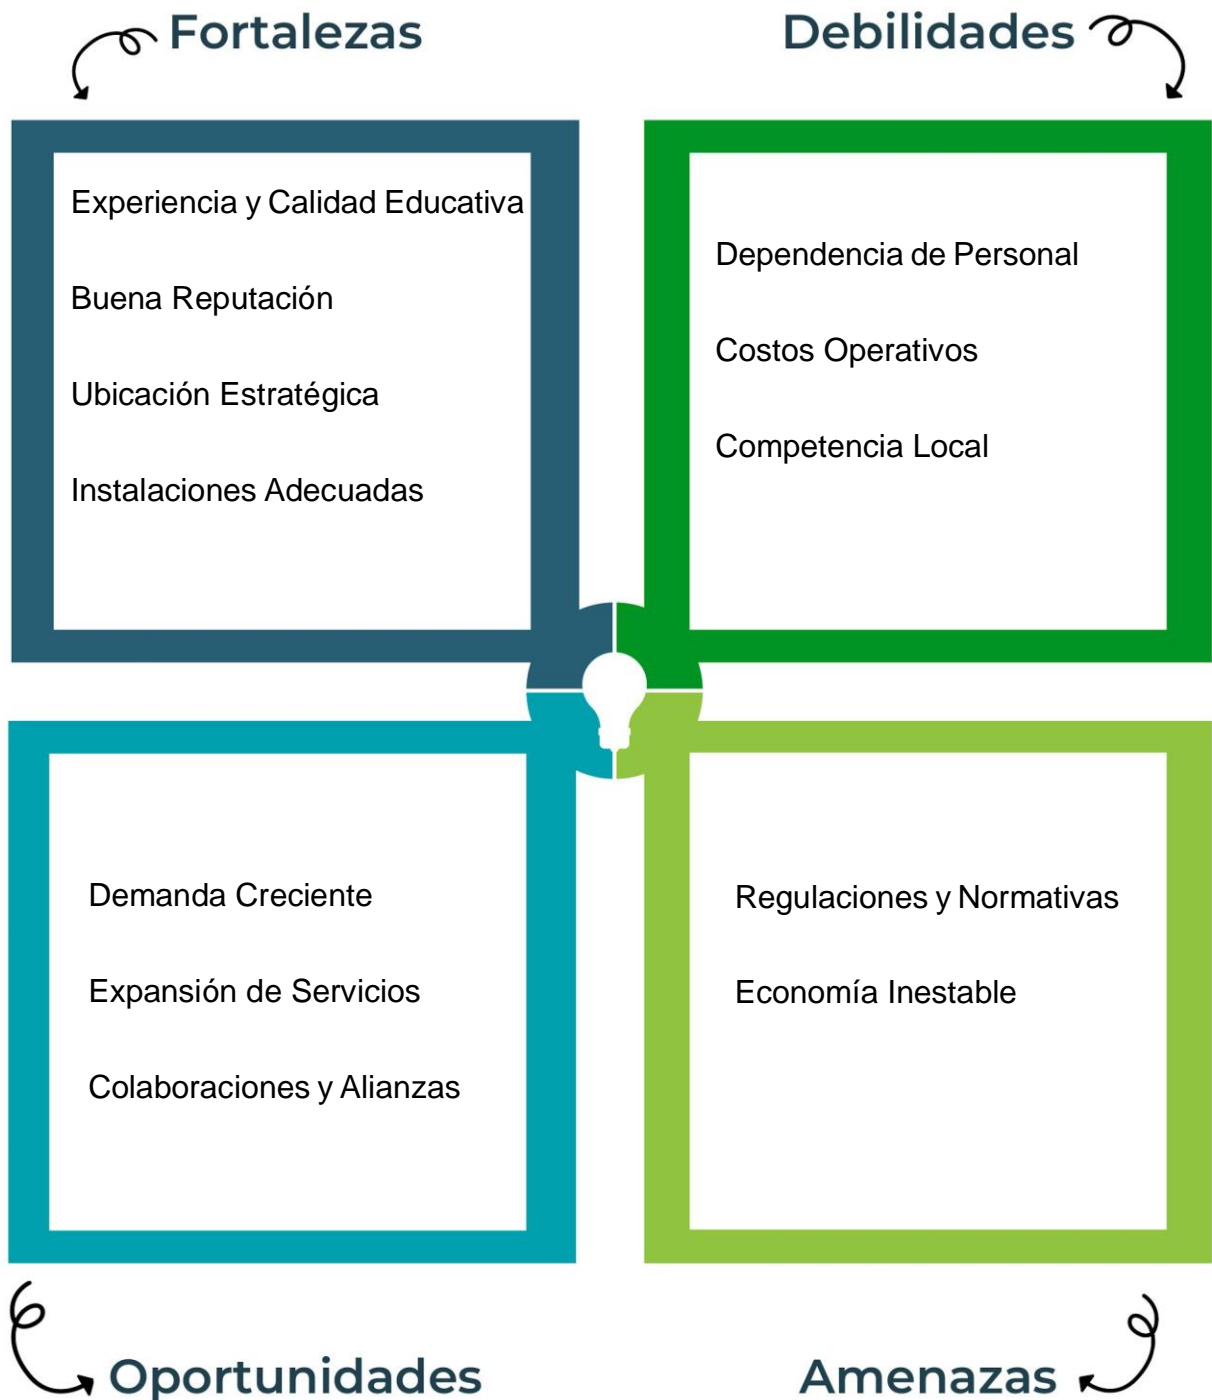 Fortalezas
Experiencia y Calidad Educativa
Buena Reputación
Ubicación Estratégica
Instalaciones Adecuadas
Debilidades
Dependencia de Personal
Costos Operativos
Competencia Local
Demanda Creciente
Expansión de Servicios
Colaboraciones y Alianzas
Oportunidades
Regulaciones y Normativas
Economía Inestable
Amenazas